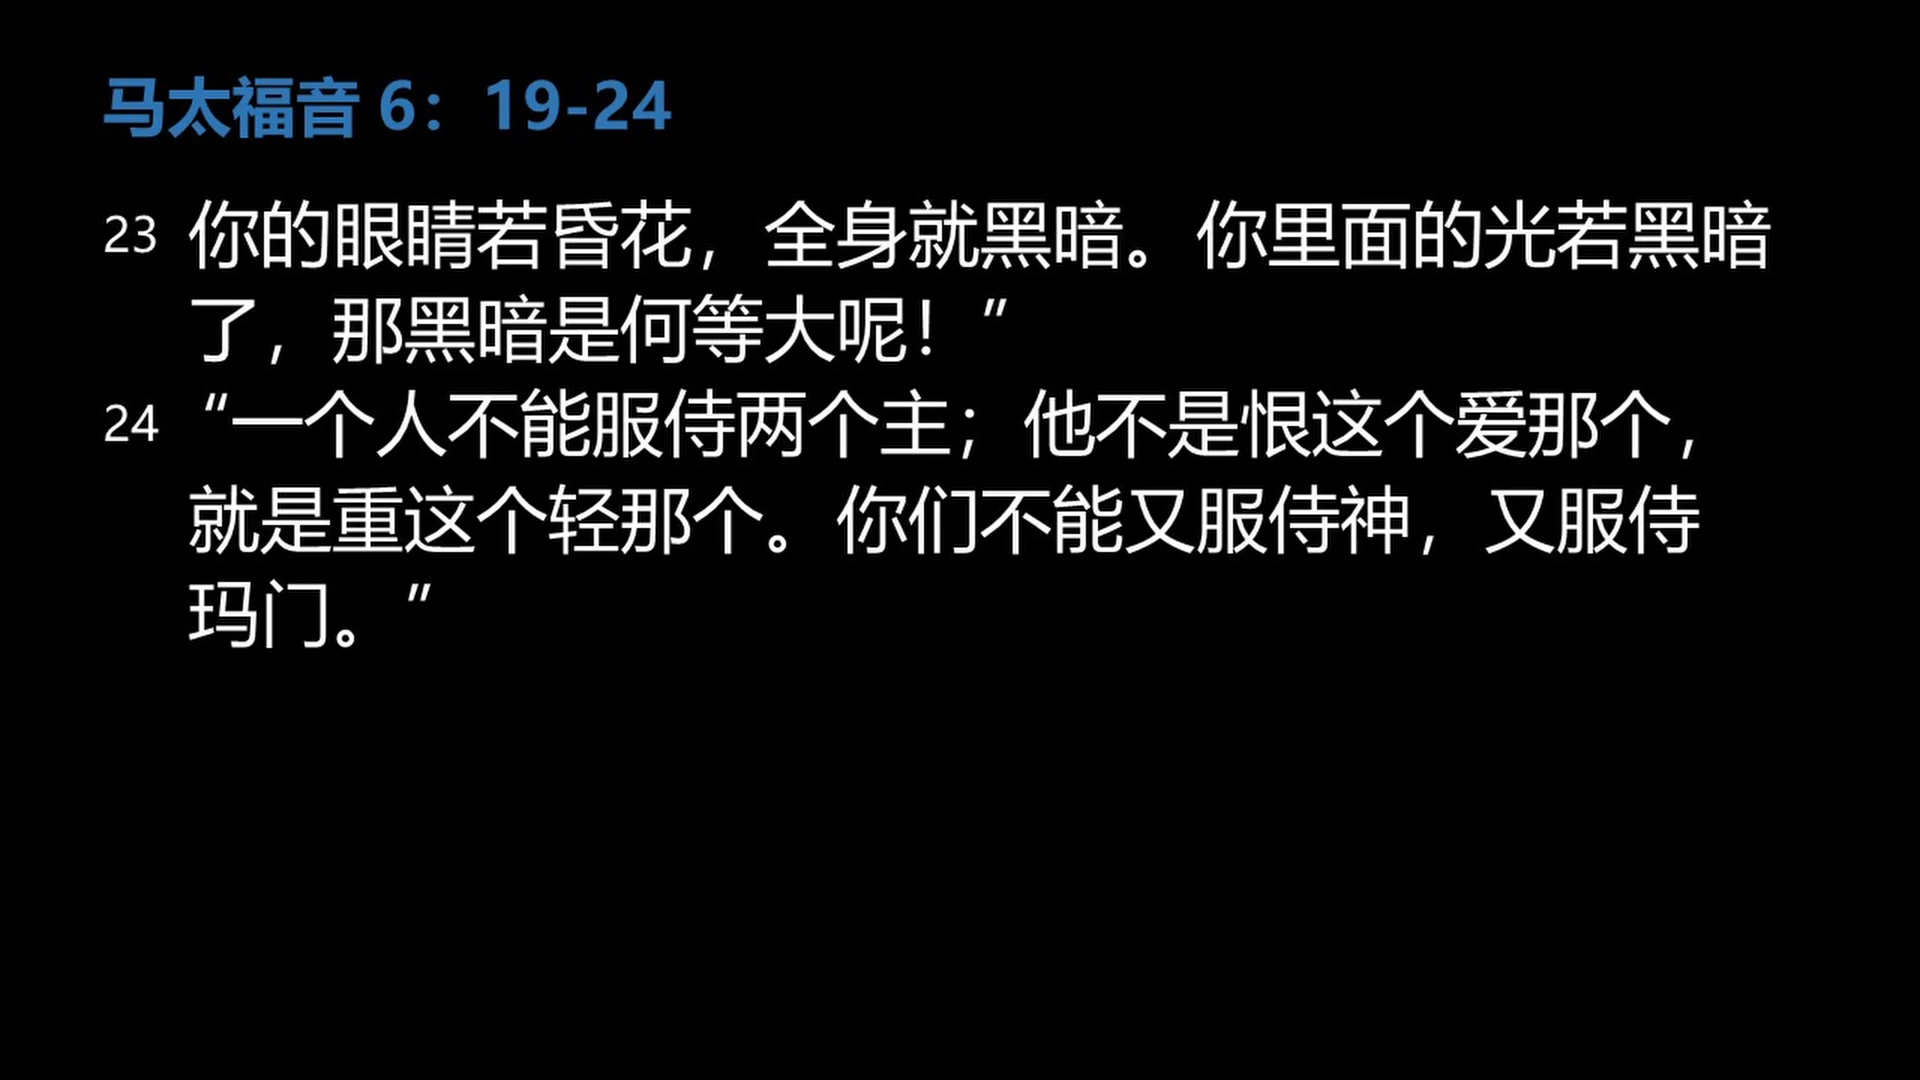 马太福音 6：19-24
23 你的眼睛若昏花，全身就黑暗。你里面的光若黑暗
了，那黑暗是何等大呢！”
24 “一个人不能服侍两个主；他不是恨这个爱那个，
就是重这个轻那个。你们不能又服侍神，又服侍
玛门。”